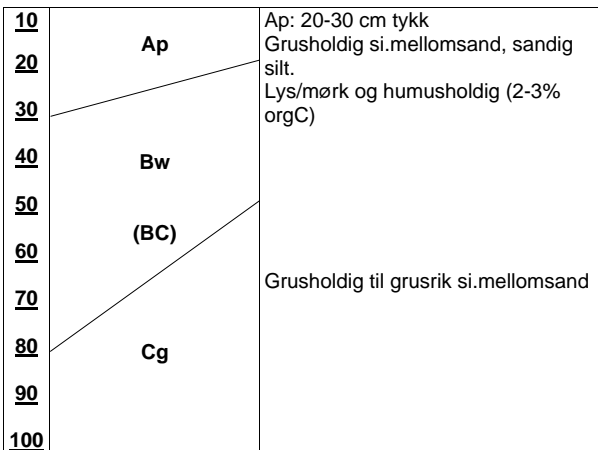 10
Ap
Ap: 20-30 cm tykk
Grusholdig si.mellomsand, sandig
20
silt.
Lys/mørk og humusholdig (2-3%
30
orgC)
40
Bw
50
(BC)
60
Grusholdig til grusrik si.mellomsand
70
80
Cg
90
100